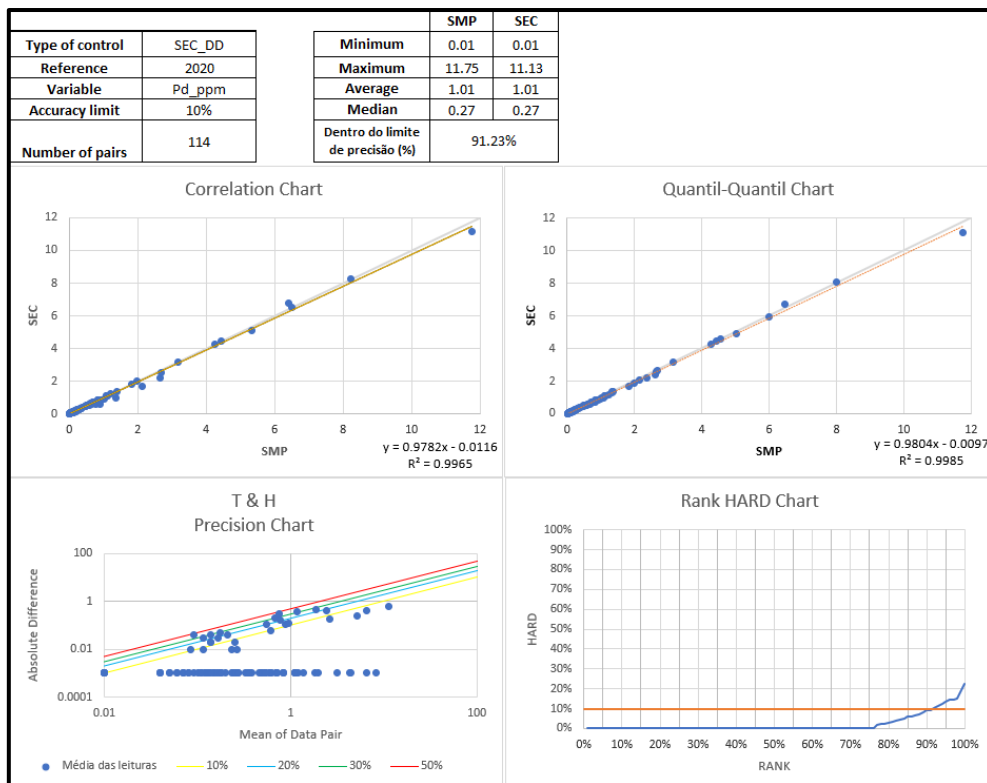 SMP SEC
Type of control SEC_DD Minimum 0.01 0.01
Reference 2020 Maximum 11.75 11.13
Variable Pd_ppm Average 1.01 1.01
Accuracy limit 10% Median 0.27 0.27
Number of pairs 114 Dentro do limite
de precisão (%) 91.23%
Correlation Chart
12
10
8
6
4
2
0
SEC
0 2 4 6 8 10 12
SMP
y = 0.9782x - 0.0116
R² = 0.9965
Quantil-Quantil Chart
12
10
8
6
4
2
0
SEC
0 2 4 6 8 10 12
SMP
y = 0.9804x - 0.0097
R² = 0.9985
T & H
Precision Chart
100
1
0.01
0.0001
Absolute Difference
0.01 1 100
Mean of Data Pair
Média das leituras 10% 20% 30% 50%
Rank HARD Chart
100%
90%
80%
70%
60%
50%
40%
30%
20%
10%
0%
HARD
0% 10% 20% 30% 40% 50% 60% 70% 80% 90% 100%
RANK